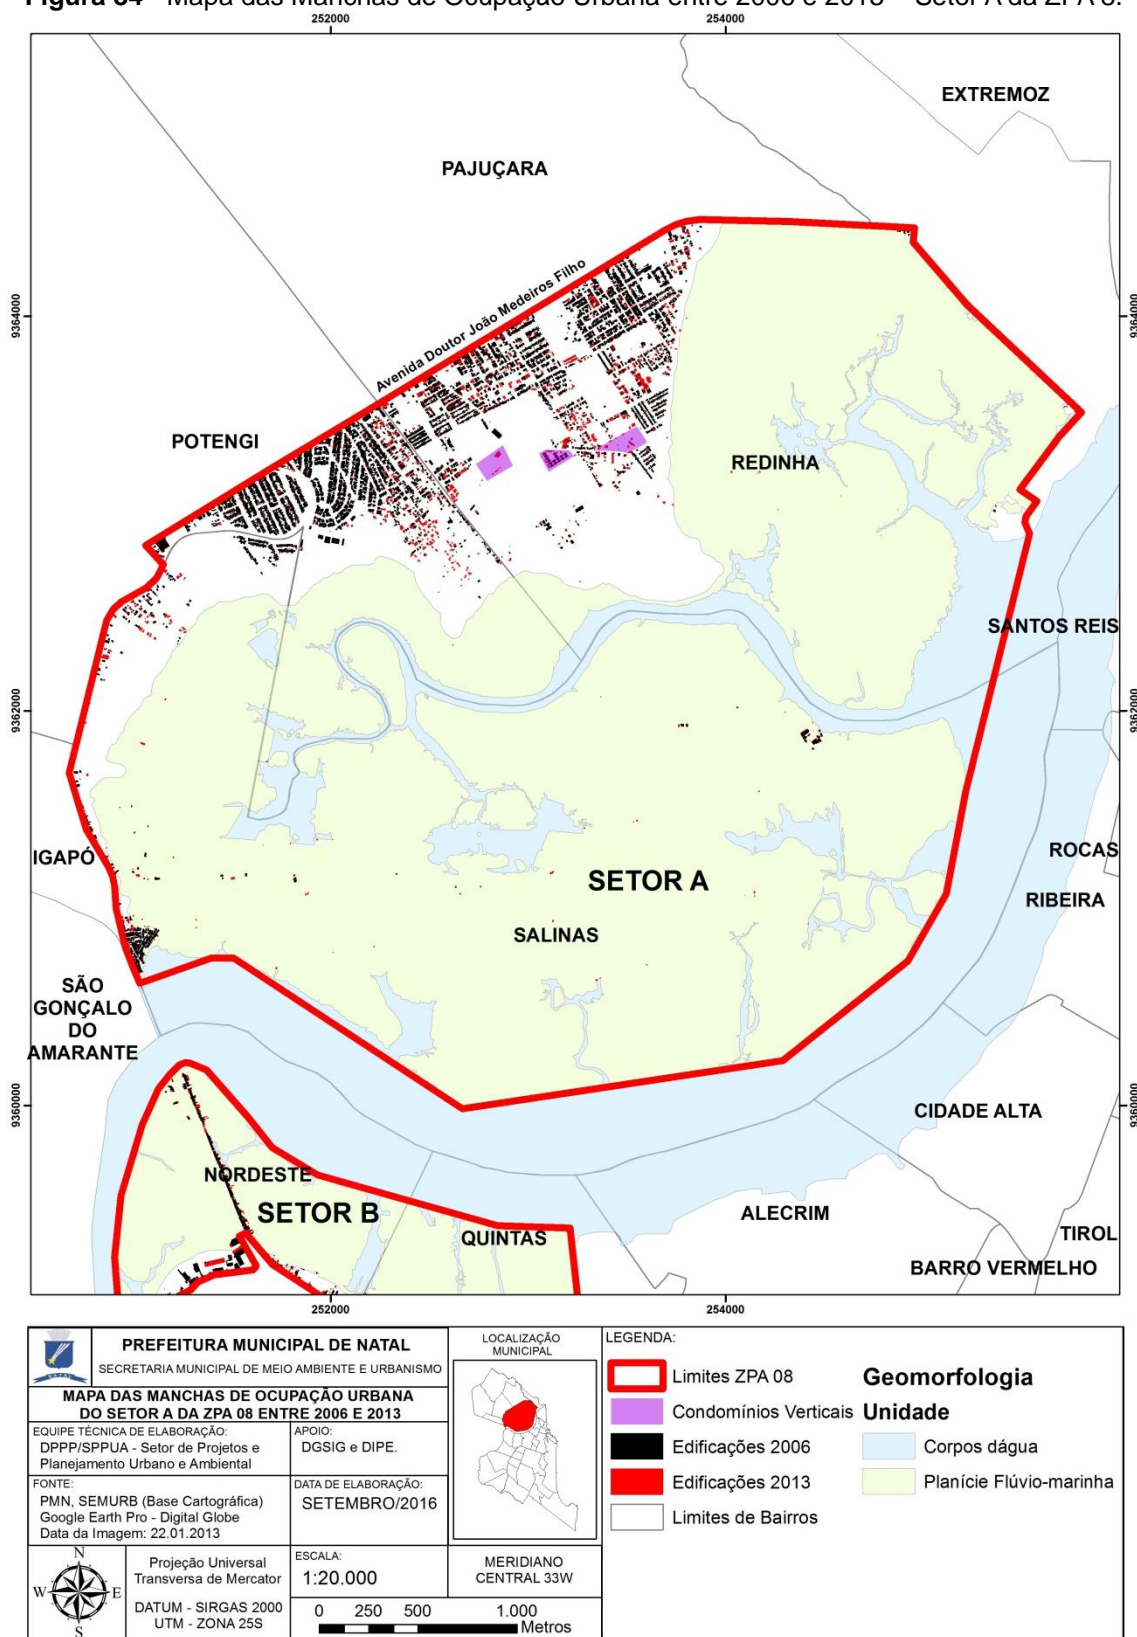 Figura 34 - Mapa das Manchas de Ocupação Urbana entre 2006 e 2013 – Setor A da ZPA 8.
252000
254000
EXTREMOZ
PAJUÇARA
9364000
9364000
Avenida Doutor João Medeiros Filho
POTENGI
REDINHA
SANTOS REIS
9362000
9362000
IGAPÓ
ROCAS
SETOR A
RIBEIRA
SALINAS
SÃO
GONÇALO
DO
AMARANTE
9360000
9360000
CIDADE ALTA
NORDESTE
SETOR B
ALECRIM
QUINTAS
TIROL
BARRO VERMELHO
252000
254000
NATAL
PREFEITURA MUNICIPAL DE NATAL
SECRETARIA MUNICIPAL DE MEIO AMBIENTE E URBANISMO
MAPA DAS MANCHAS DE OCUPAÇÃO URBANA
DO SETOR A DA ZPA 08 ENTRE 2006 E 2013
EQUIPE TÉCNICA DE ELABORAÇÃO:
DPPP/SPPUA - Setor de Projetos e
Planejamento Urbano e Ambiental
APOIO:
DGSIG e DIPE.
FONTE:
PMN, SEMURB (Base Cartográfica)
Google Earth Pro - Digital Globe
Data da Imagem: 22.01.2013
DATA DE ELABORAÇÃO:
SETEMBRO/2016
N
W
E
S
Projeção Universal
Transversa de Mercator
DATUM - SIRGAS 2000
UTM - ZONA 25S
ESCALA:
1:20.000
0 250 500 1.000
Metros
LOCALIZAÇÃO
MUNICIPAL
MERIDIANO
CENTRAL 33W
LEGENDA:
Limites ZPA 08
Condomínios Verticais
Edificações 2006
Edificações 2013
Limites de Bairros
Geomorfologia
Unidade
Corpos dágua
Planície Flúvio-marinha